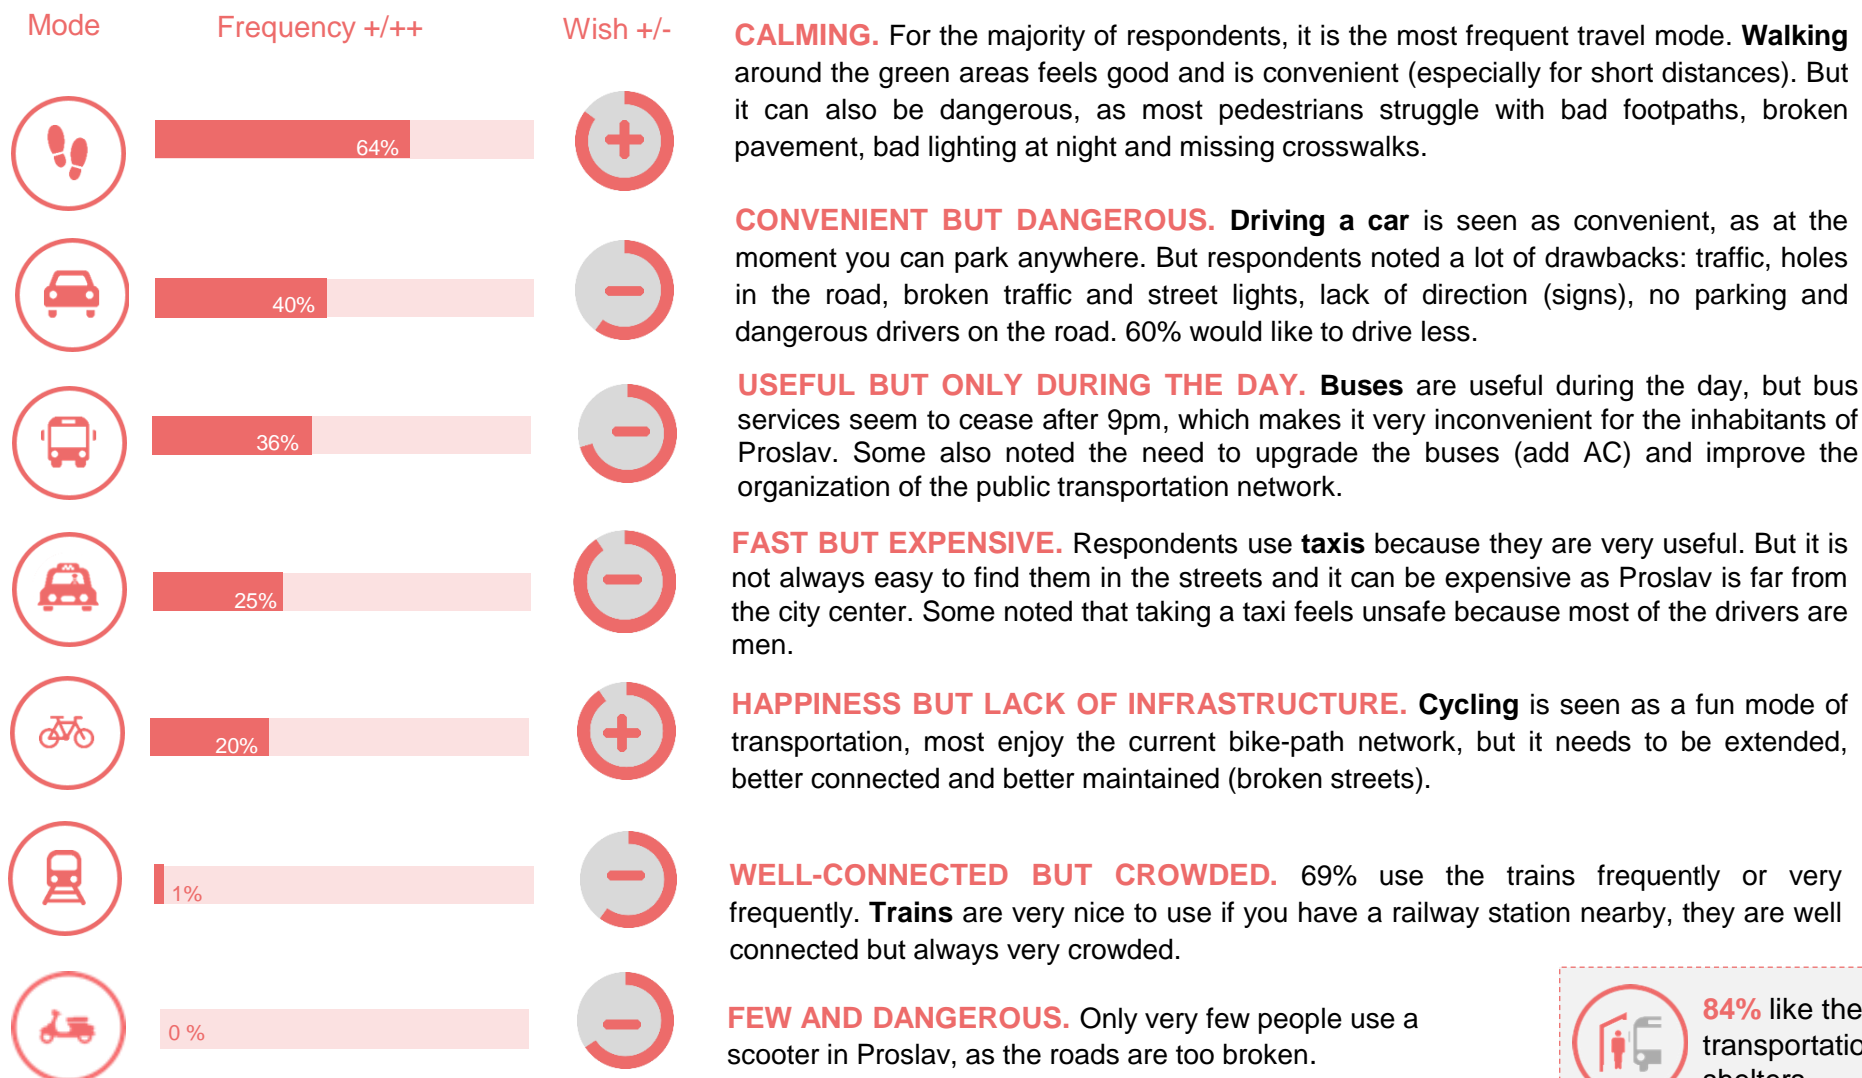 Mode Frequency +/++ Wish +/-
64%
CALMING. For the majority of respondents, it is the most frequent travel mode. Walking
around the green areas feels good and is convenient (especially for short distances). But
it can also be dangerous, as most pedestrians struggle with bad footpaths, broken
pavement, bad lighting at night and missing crosswalks.
40%
CONVENIENT BUT DANGEROUS. Driving a car is seen as convenient, as at the
moment you can park anywhere. But respondents noted a lot of drawbacks: traffic, holes
in the road, broken traffic and street lights, lack of direction (signs), no parking and
dangerous drivers on the road. 60% would like to drive less.
36%
USEFUL BUT ONLY DURING THE DAY. Buses are useful during the day, but bus
services seem to cease after 9pm, which makes it very inconvenient for the inhabitants of
Proslav. Some also noted the need to upgrade the buses (add AC) and improve the
organization of the public transportation network.
25%
FAST BUT EXPENSIVE. Respondents use taxis because they are very useful. But it is
not always easy to find them in the streets and it can be expensive as Proslav is far from
the city center. Some noted that taking a taxi feels unsafe because most of the drivers are
men.
20%
HAPPINESS BUT LACK OF INFRASTRUCTURE. Cycling is seen as a fun mode of
transportation, most enjoy the current bike-path network, but it needs to be extended,
better connected and better maintained (broken streets).
1%
WELL-CONNECTED BUT CROWDED. 69% use the trains frequently or very
frequently. Trains are very nice to use if you have a railway station nearby, they are well
connected but always very crowded.
0 %
FEW AND DANGEROUS. Only very few people use a
scooter in Proslav, as the roads are too broken.
84% like the
transportatio